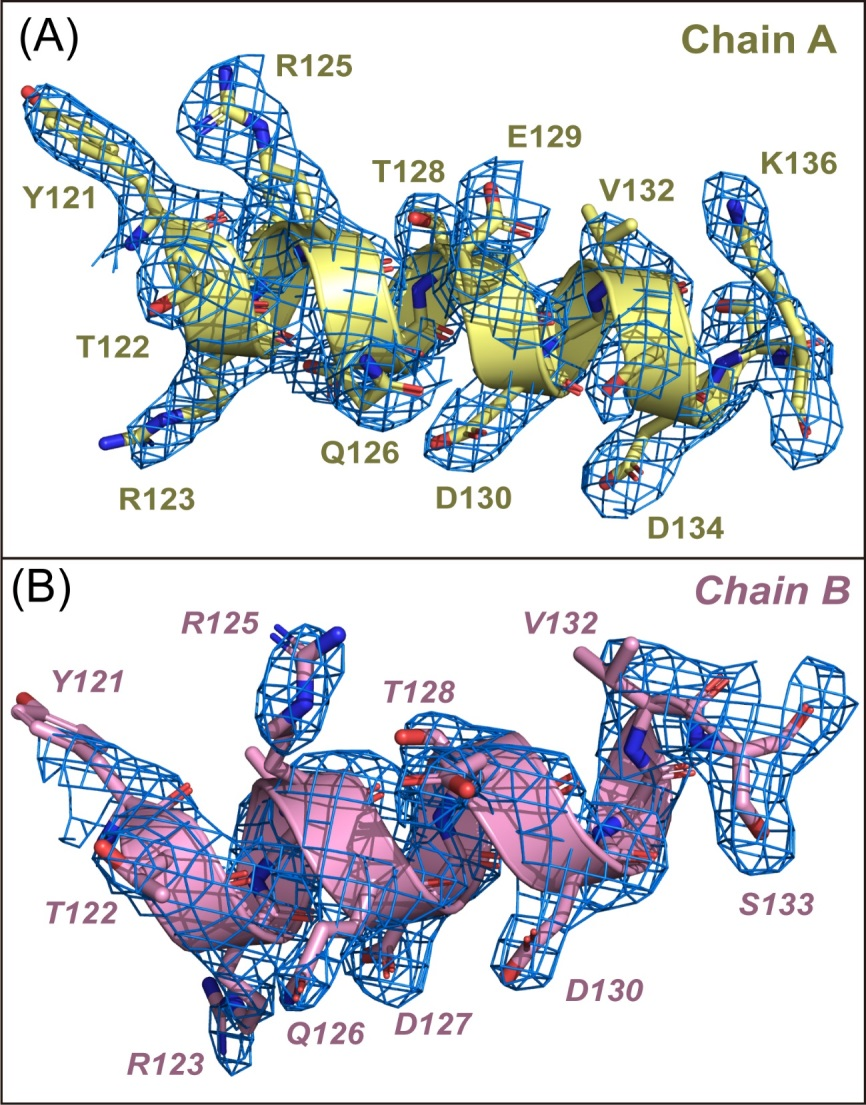 (A)
Chain A
R125
E129
T128
K136
V132
Y121
T122
Q126
R123
D130
D134
(B)
Chain B
R125
V132
Y121
T128
T122
S133
D130
Q126
D127
R123